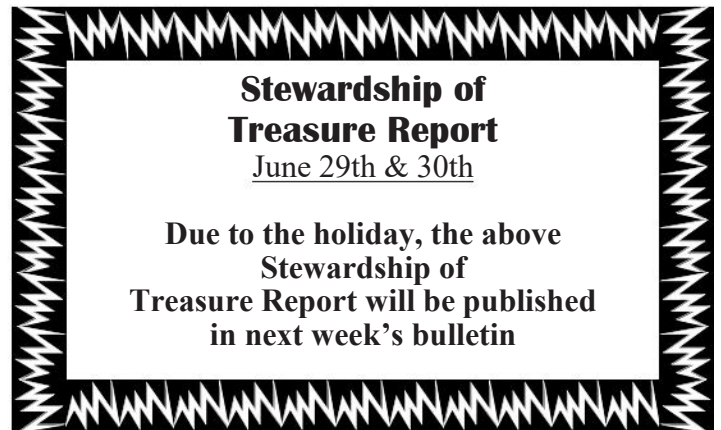 Stewardship of
Treasure Report
June 29th & 30th
Due to the holiday, the above
Stewardship of
Treasure Report will be published
in next week’s bulletin